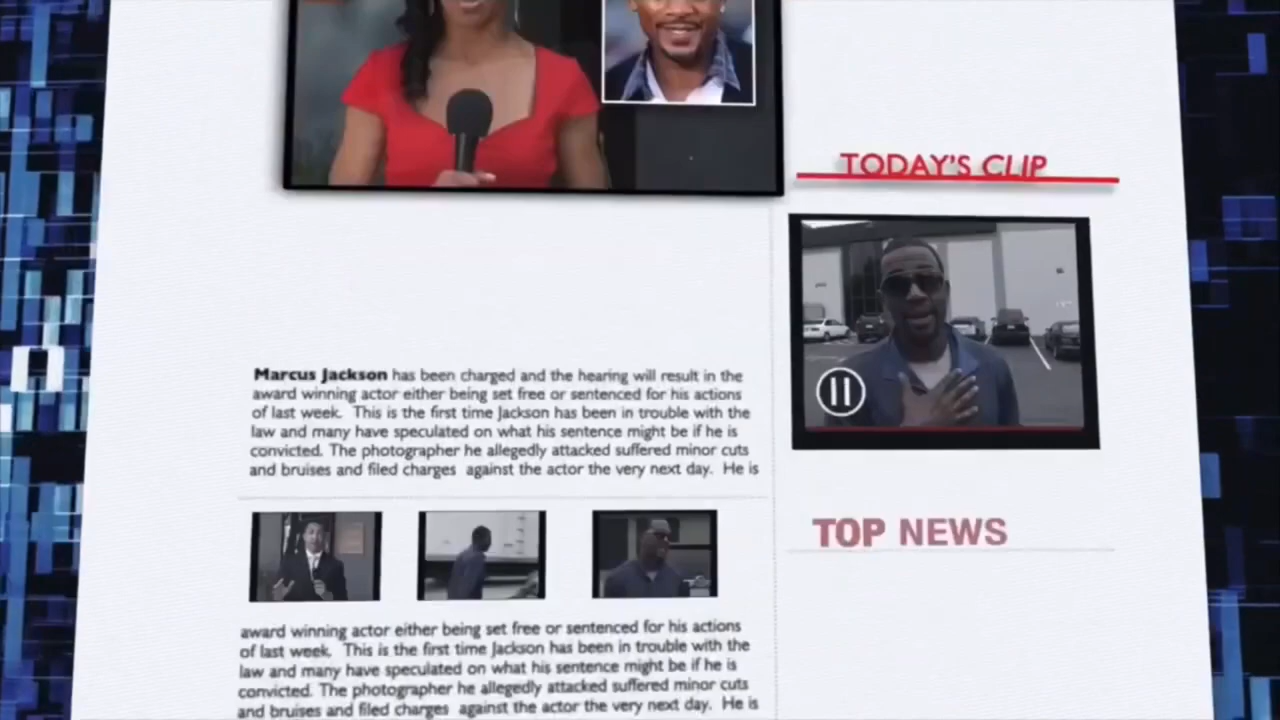 TODAY'S CLIP
Marcus Jackson has been charged and the hearing will result in the
award winning actor either being set free or sentenced for his actions
of last week. This is the first time Jackson has been in trouble with the
law and many have speculated on what his sentence might be if he is
convicted. The photographer he allegedly attacked suffered minor cuts
and bruises and filed charges against the actor the very next day. He is
TOP NEWS
award winning actor either being set free or sentenced for his actions
of last week. This is the first time Jackson has been in trouble with the
law and many have speculated on what his sentence might be if he is
convicted. The photographer he allegedly attacked suffered minor cuts
and bruises and filed charges against the actor the very next day. He is